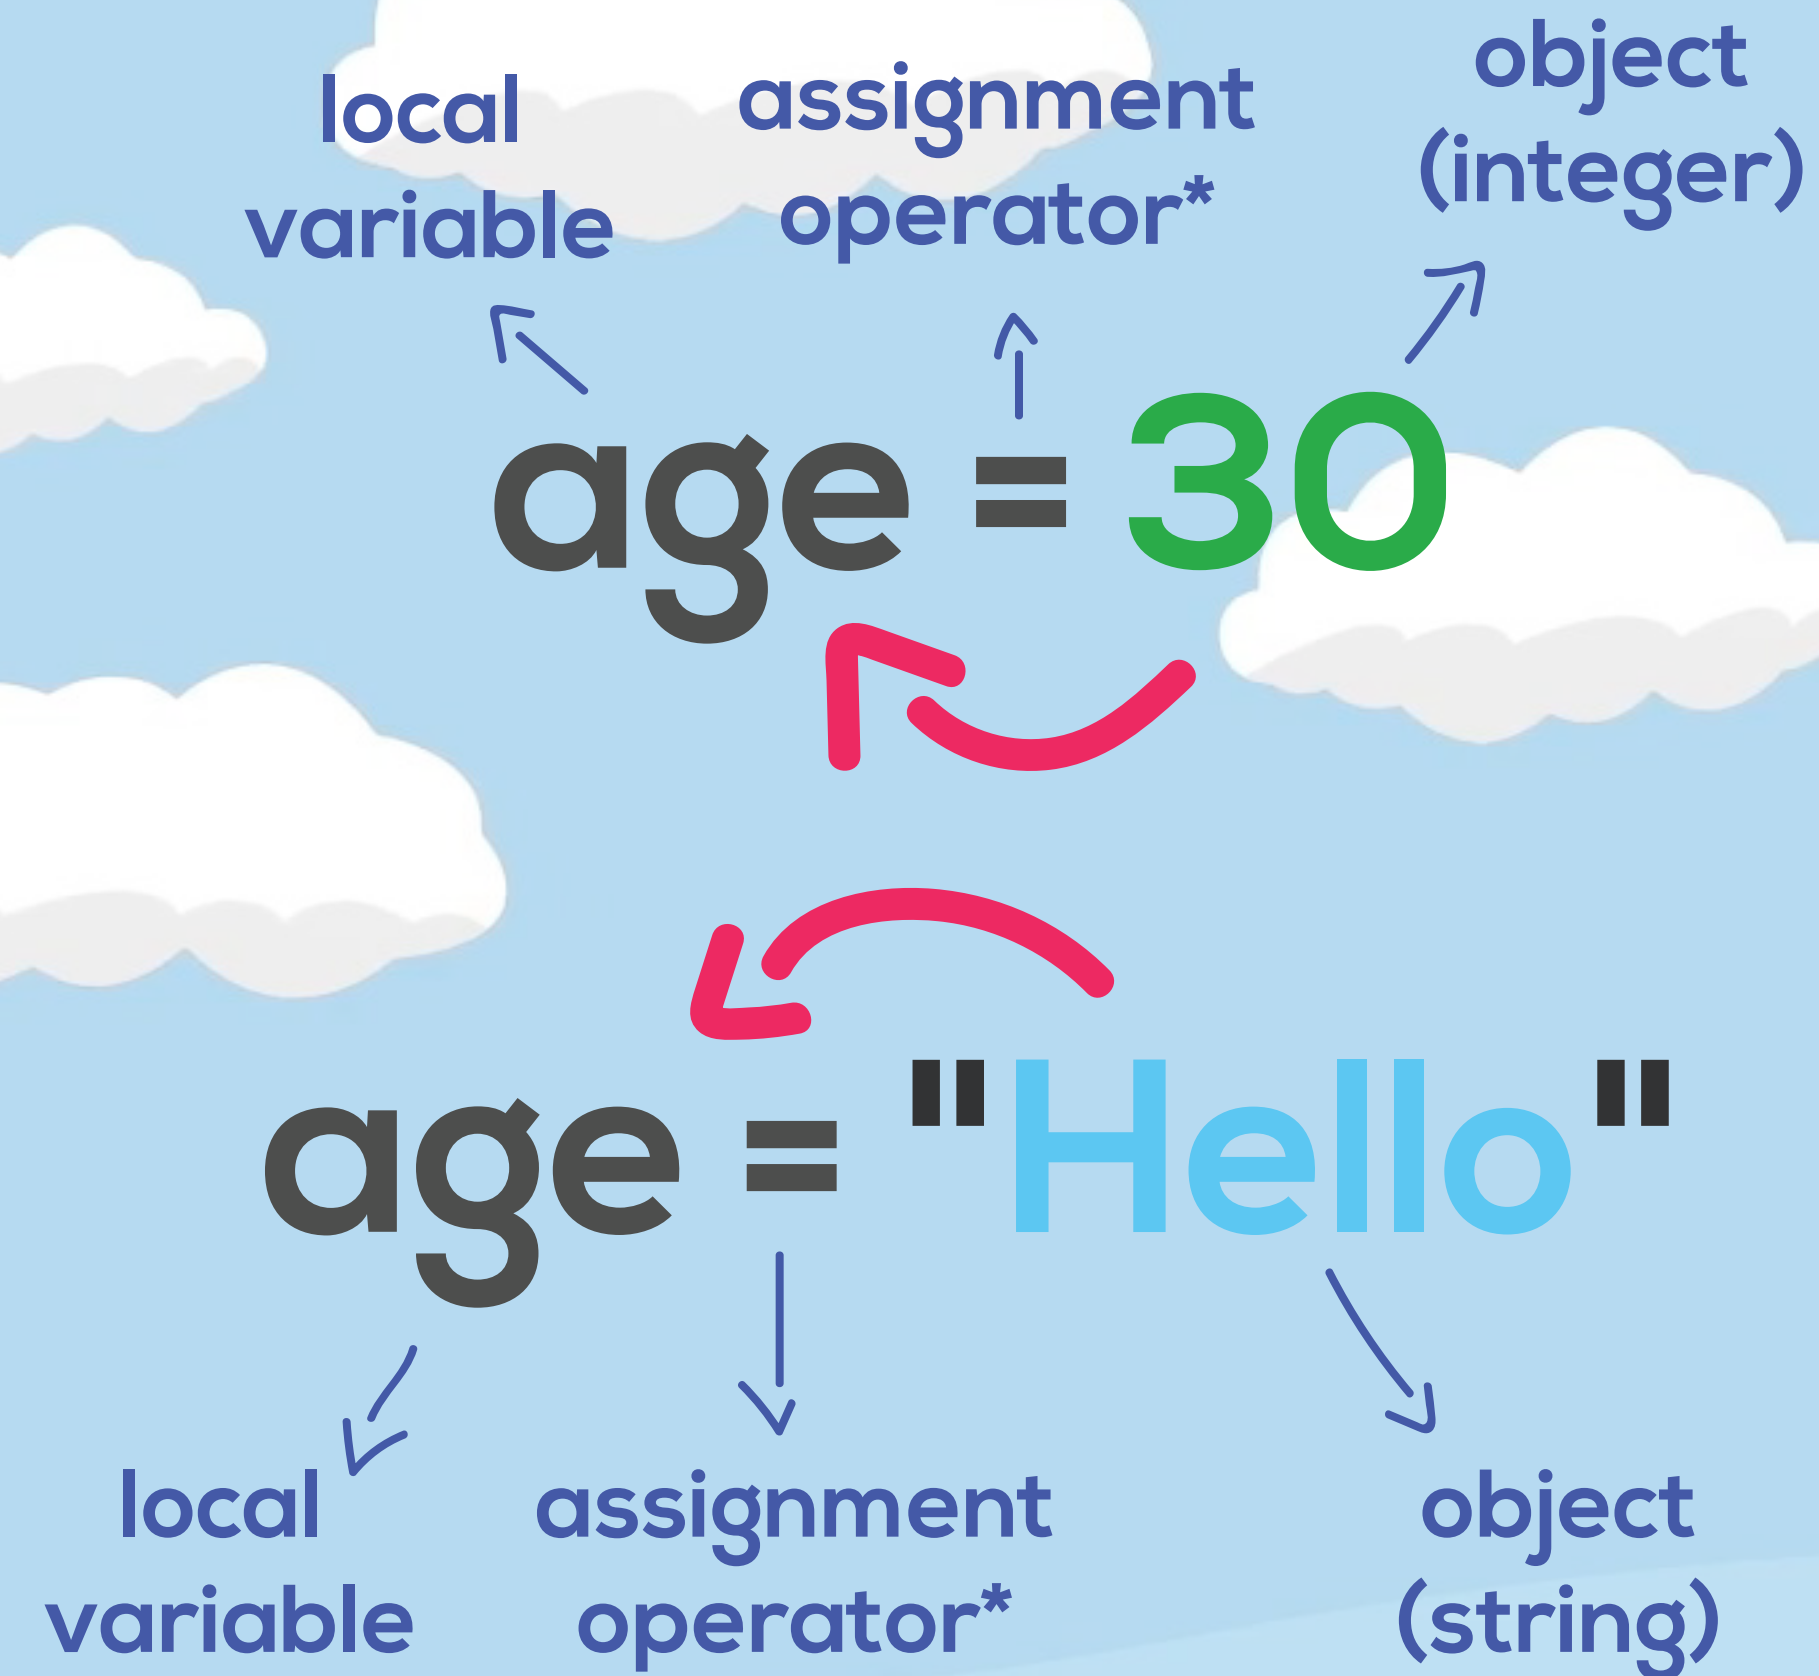 local
variable
assignment
operator*
object
(integer)
age = 30
age = "Hello"
local
variable
assignment
operator*
object
(string)